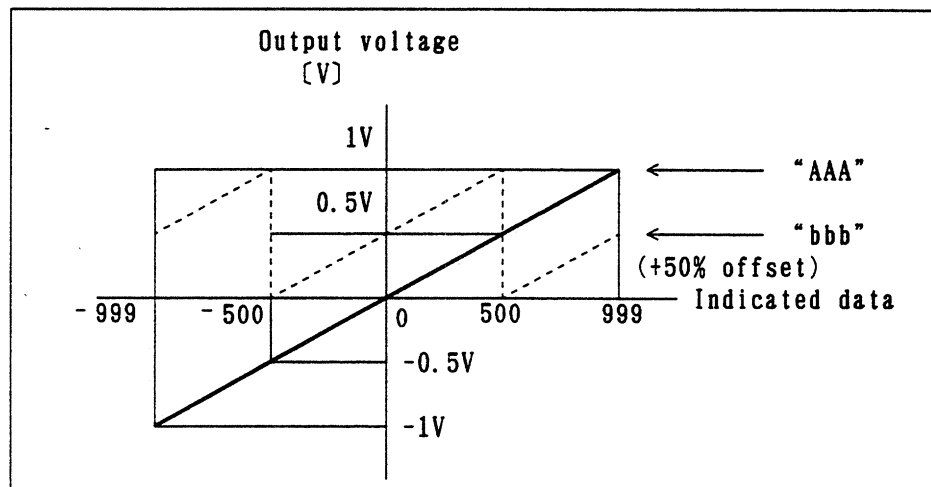 Output voltage
[V]
1V
"AAA"
0.5V
"bbb"
(+50% offset)
-999
-500
0
500
999
Indicated data
-0.5V
-1V